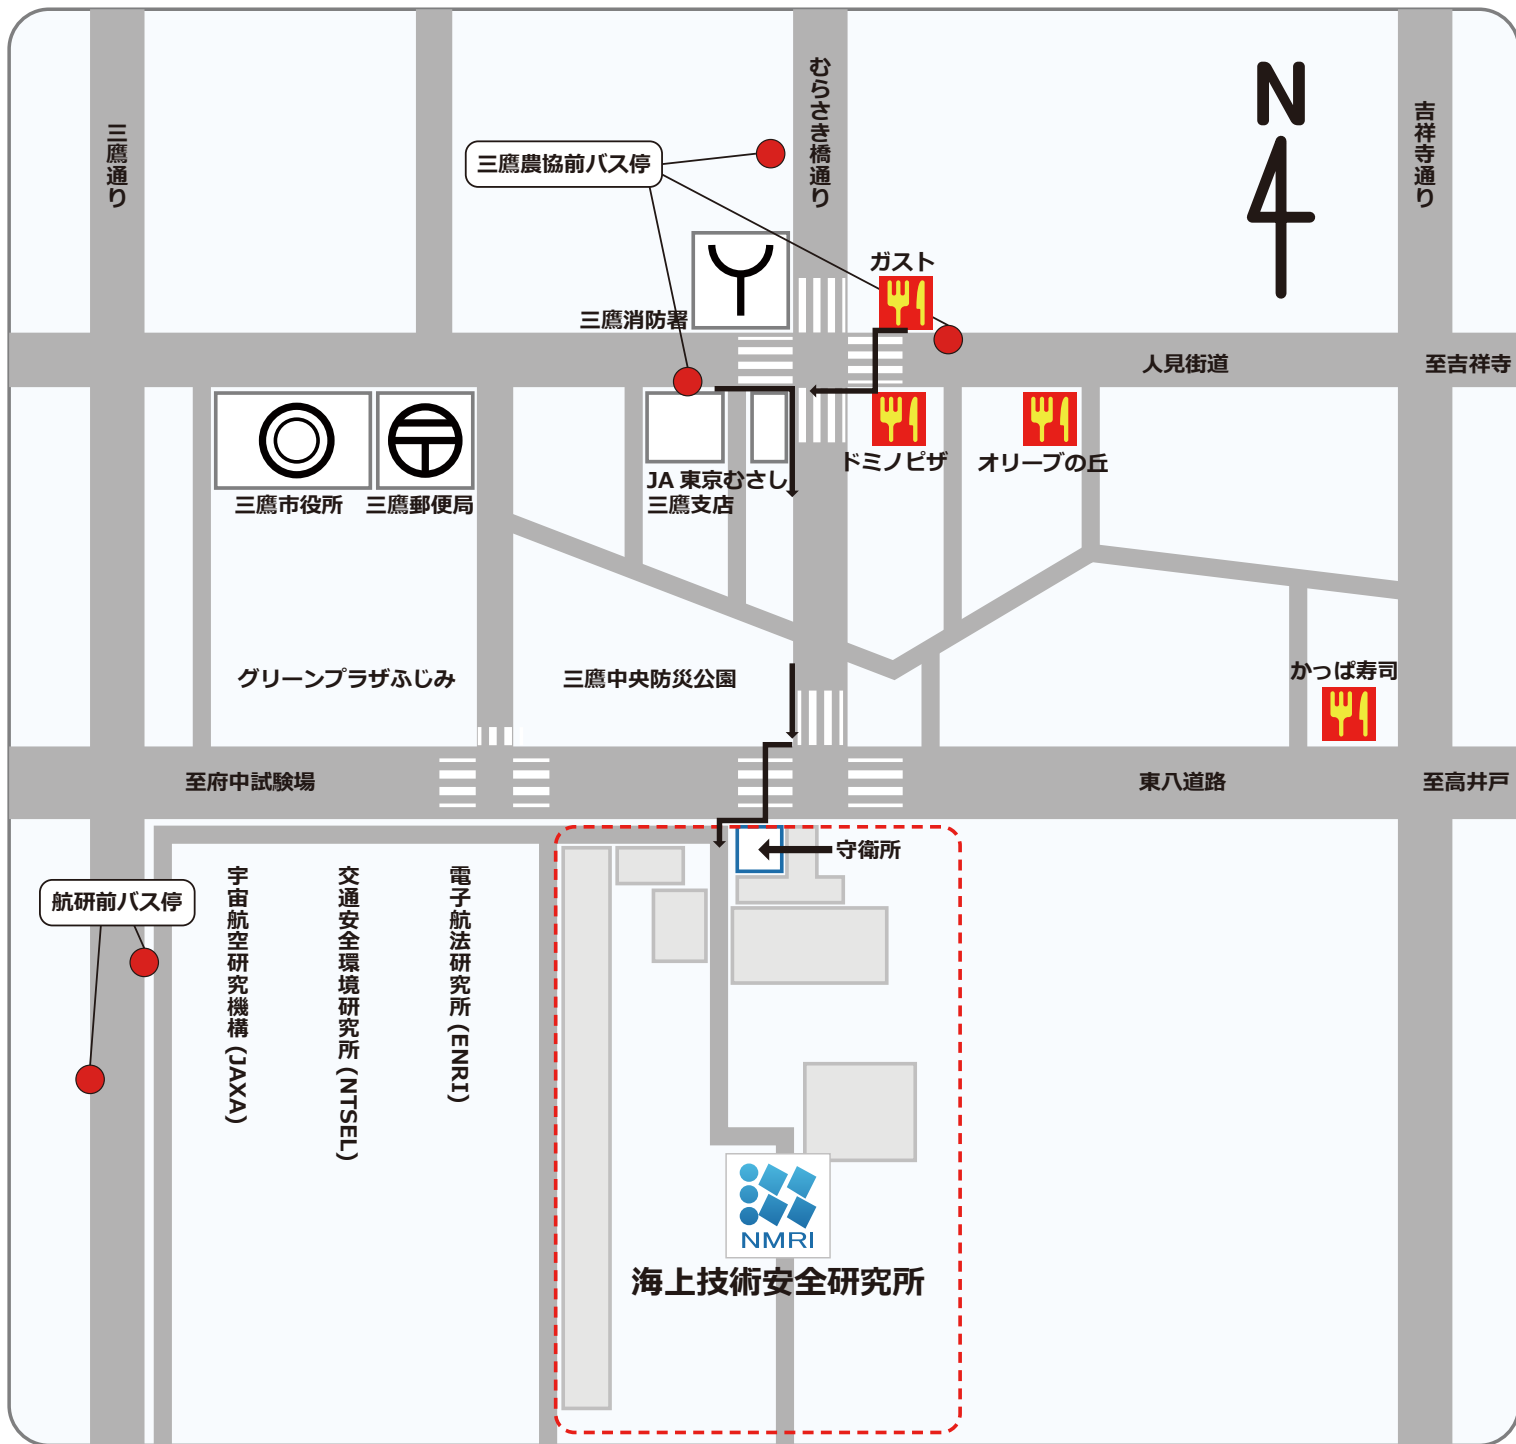 三鷹通り
むらさき橋通り
吉祥寺通り
N
三鷹農協前バス停
ガスト
三鷹消防署
人見街道
至吉祥寺
ドミノピザ
オリーブの丘
JA 東京むさし
三鷹支店
三鷹市役所
三鷹郵便局
グリーンプラザふじみ
三鷹中央防災公園
かっぱ寿司
至府中試験場
東八道路
至高井戸
守衛所
航研前バス停
宇宙航空研究機構 (JAXA)
交通安全環境研究所 (NTSEL)
電子航法研究所 (ENRI)
NMRI
海上技術安全研究所